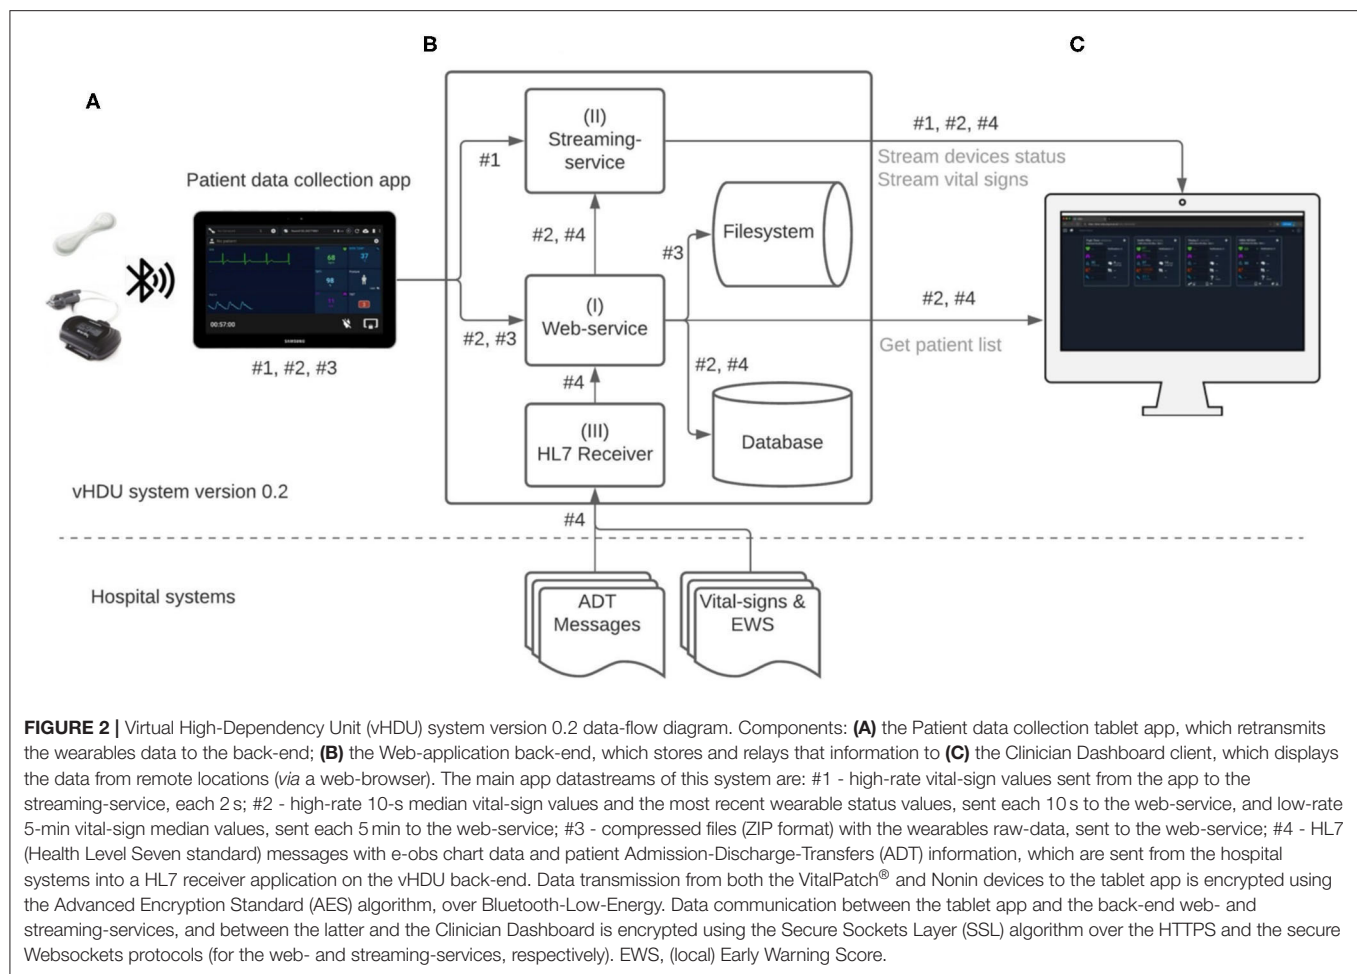 B
C
A
(II)
Streaming-
service
#1, #2, #4
Stream devices status
Stream vital signs
#1
Patient data collection app
Filesystem
#2, #4
#3
(I)
Web-service
#2, #4
Get patient list
#2, #3
68
37
98
00:57:00
SAMSUNG
#1, #2, #3
#4
#2, #4
(III)
HL7 Receiver
Database
vHDU system version 0.2
#4
Hospital systems
ADT
Messages
Vital-signs &
EWS
FIGURE 2 | Virtual High-Dependency Unit (vHDU) system version 0.2 data-flow diagram. Components: (A) the Patient data collection tablet app, which retransmits
the wearables data to the back-end; (B) the Web-application back-end, which stores and relays that information to (C) the Clinician Dashboard client, which displays
the data from remote locations (via a web-browser). The main app datastreams of this system are: #1 - high-rate vital-sign values sent from the app to the
streaming-service, each 2 s; #2 - high-rate 10-s median vital-sign values and the most recent wearable status values, sent each 10 s to the web-service, and low-rate
5-min vital-sign median values, sent each 5 min to the web-service; #3 - compressed files (ZIP format) with the wearables raw-data, sent to the web-service; #4 - HL7
(Health Level Seven standard) messages with e-obs chart data and patient Admission-Discharge-Transfers (ADT) information, which are sent from the hospital
systems into a HL7 receiver application on the vHDU back-end. Data transmission from both the VitalPatch® and Nonin devices to the tablet app is encrypted using
the Advanced Encryption Standard (AES) algorithm, over Bluetooth-Low-Energy. Data communication between the tablet app and the back-end web- and
streaming-services, and between the latter and the Clinician Dashboard is encrypted using the Secure Sockets Layer (SSL) algorithm over the HTTPS and the secure
Websockets protocols (for the web- and streaming-services, respectively). EWS, (local) Early Warning Score.